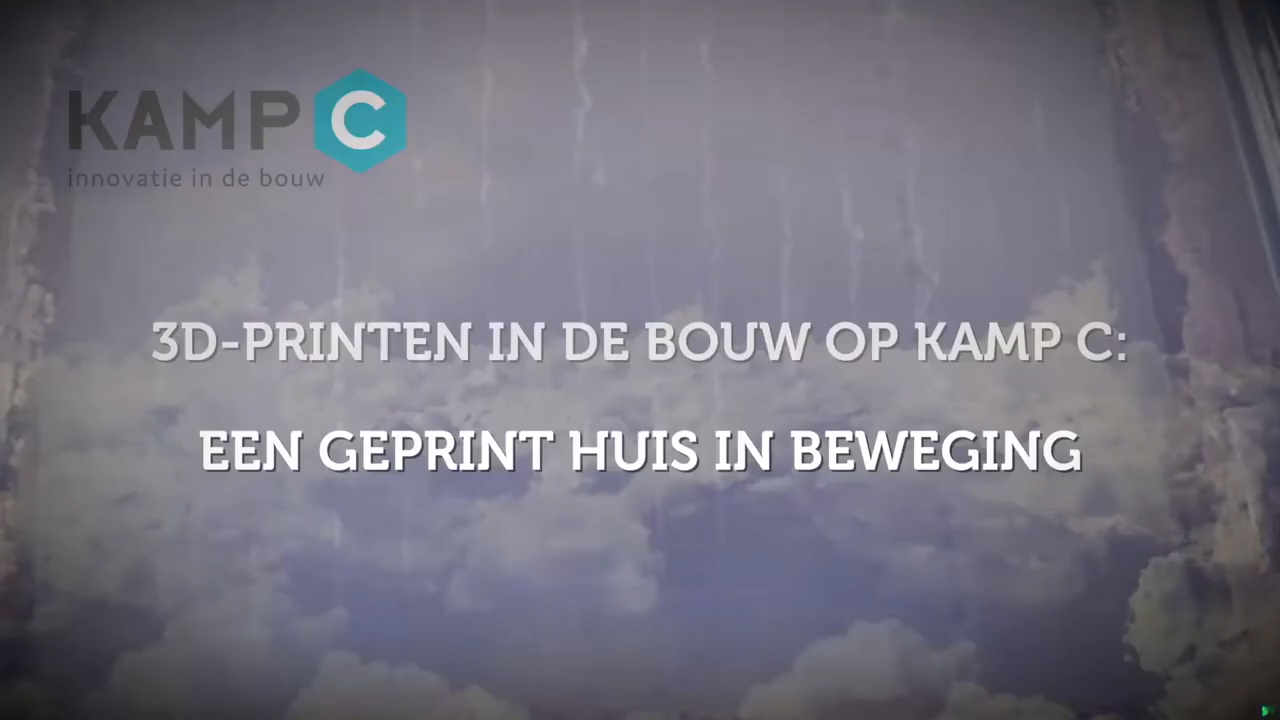 KAMP C
innovatie in de bouw
3D-PRINTEN IN DE BOUW OP KAMP C:
EEN GEPRINT HUIS IN BEWEGING